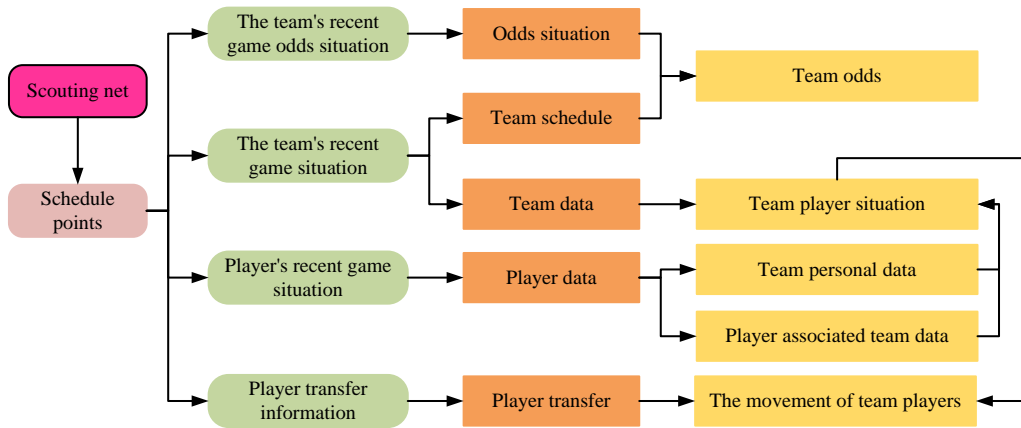 Scouting net
Schedule
points
The team's recent
game odds situation
The team's recent
game situation
Player's recent game
situation
Player transfer
information
Odds situation
Team schedule
Team data
Player data
Player transfer
Team odds
Team player situation
Team personal data
Player associated team data
The movement of team players